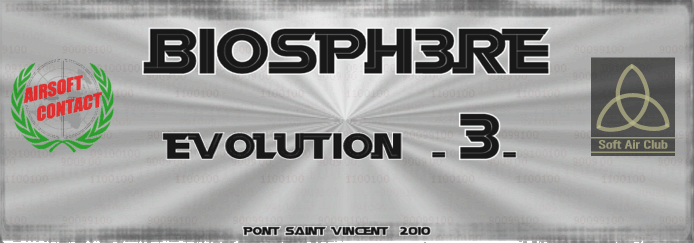 BIOSPH3RE
AIRSOFT
CONTACT
EVOLUTION - 3 -
Soft Air Club
PONT SAINT VINCENT 2010